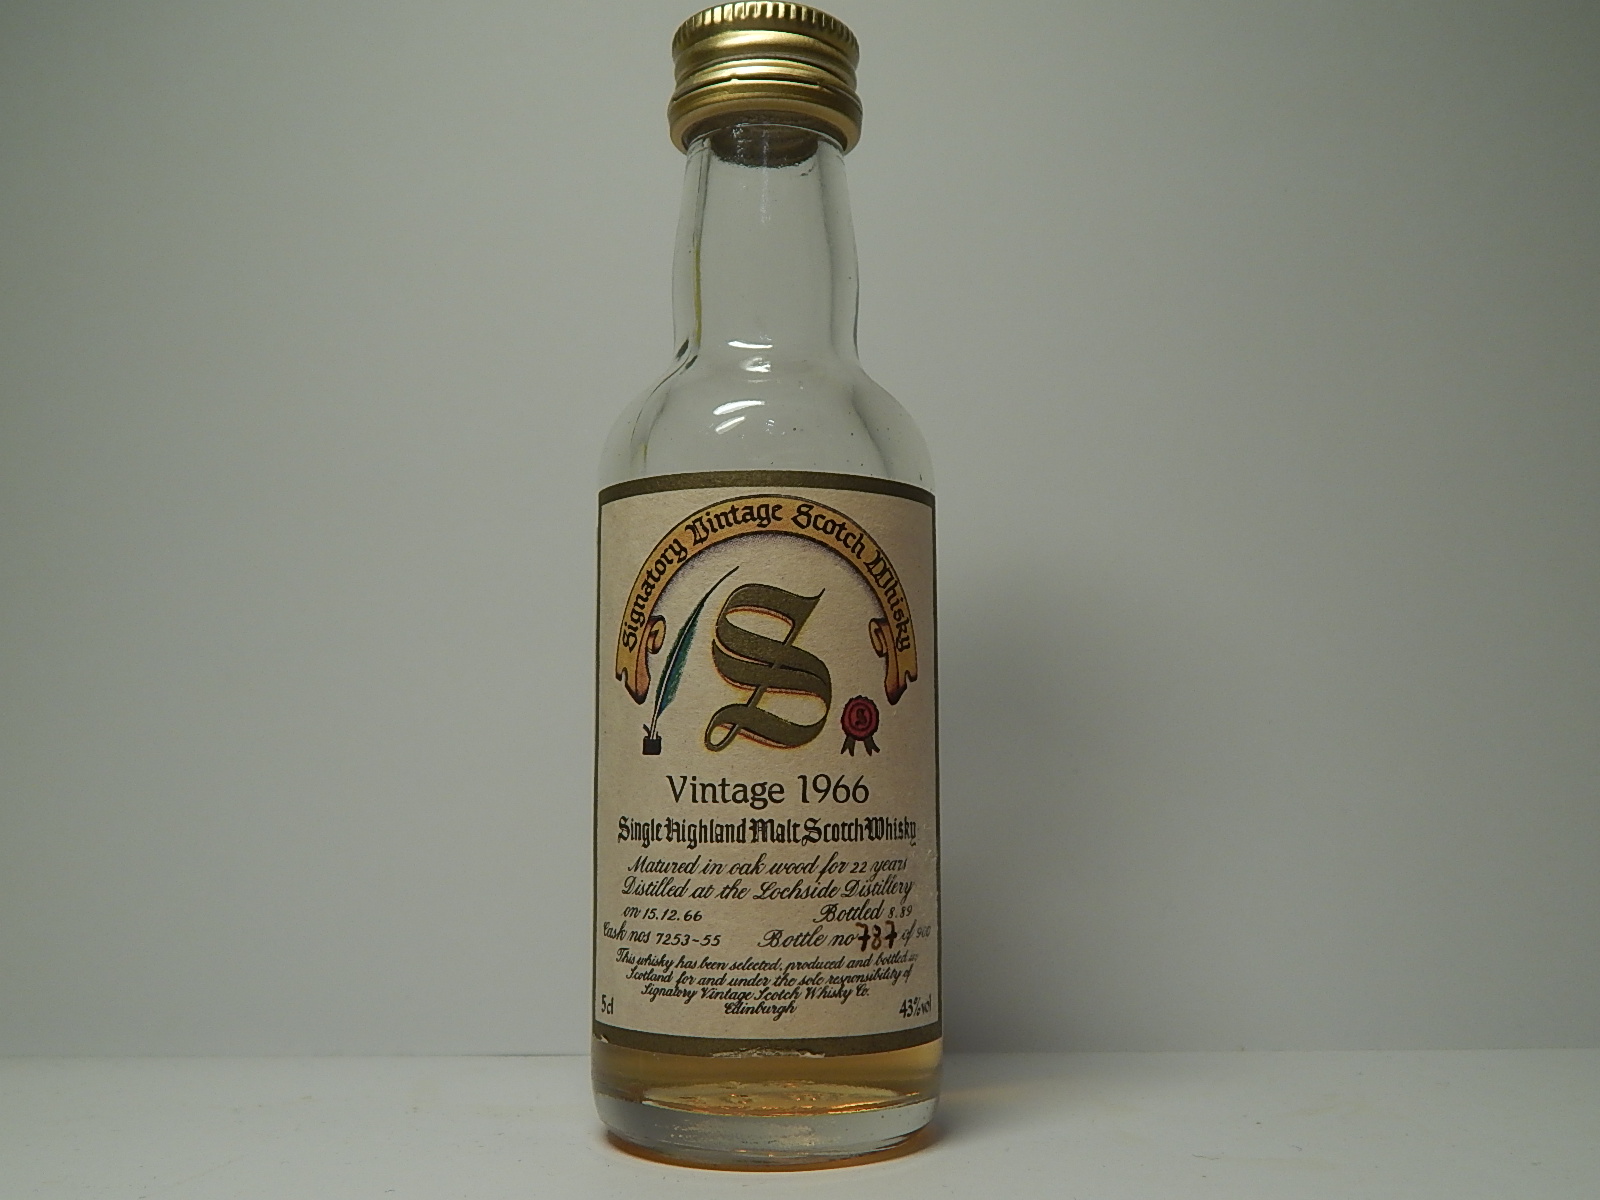 Signatory Vintage Scotch Whisky
S
S
Vintage 1966
Single Highland Malt Scotch Whisky
Matured in oak wood for 22 years
Distilled at the Lochside Distillery
on 15.12.66 Bottled 8.89
Cask nos 7253-55 Bottle no 787 of 900
This whisky has been selected, produced and bottled in
Scotland for and under the sole responsibility of
Signatory Vintage Scotch Whisky Co.
Edinburgh
5cl 43%vol